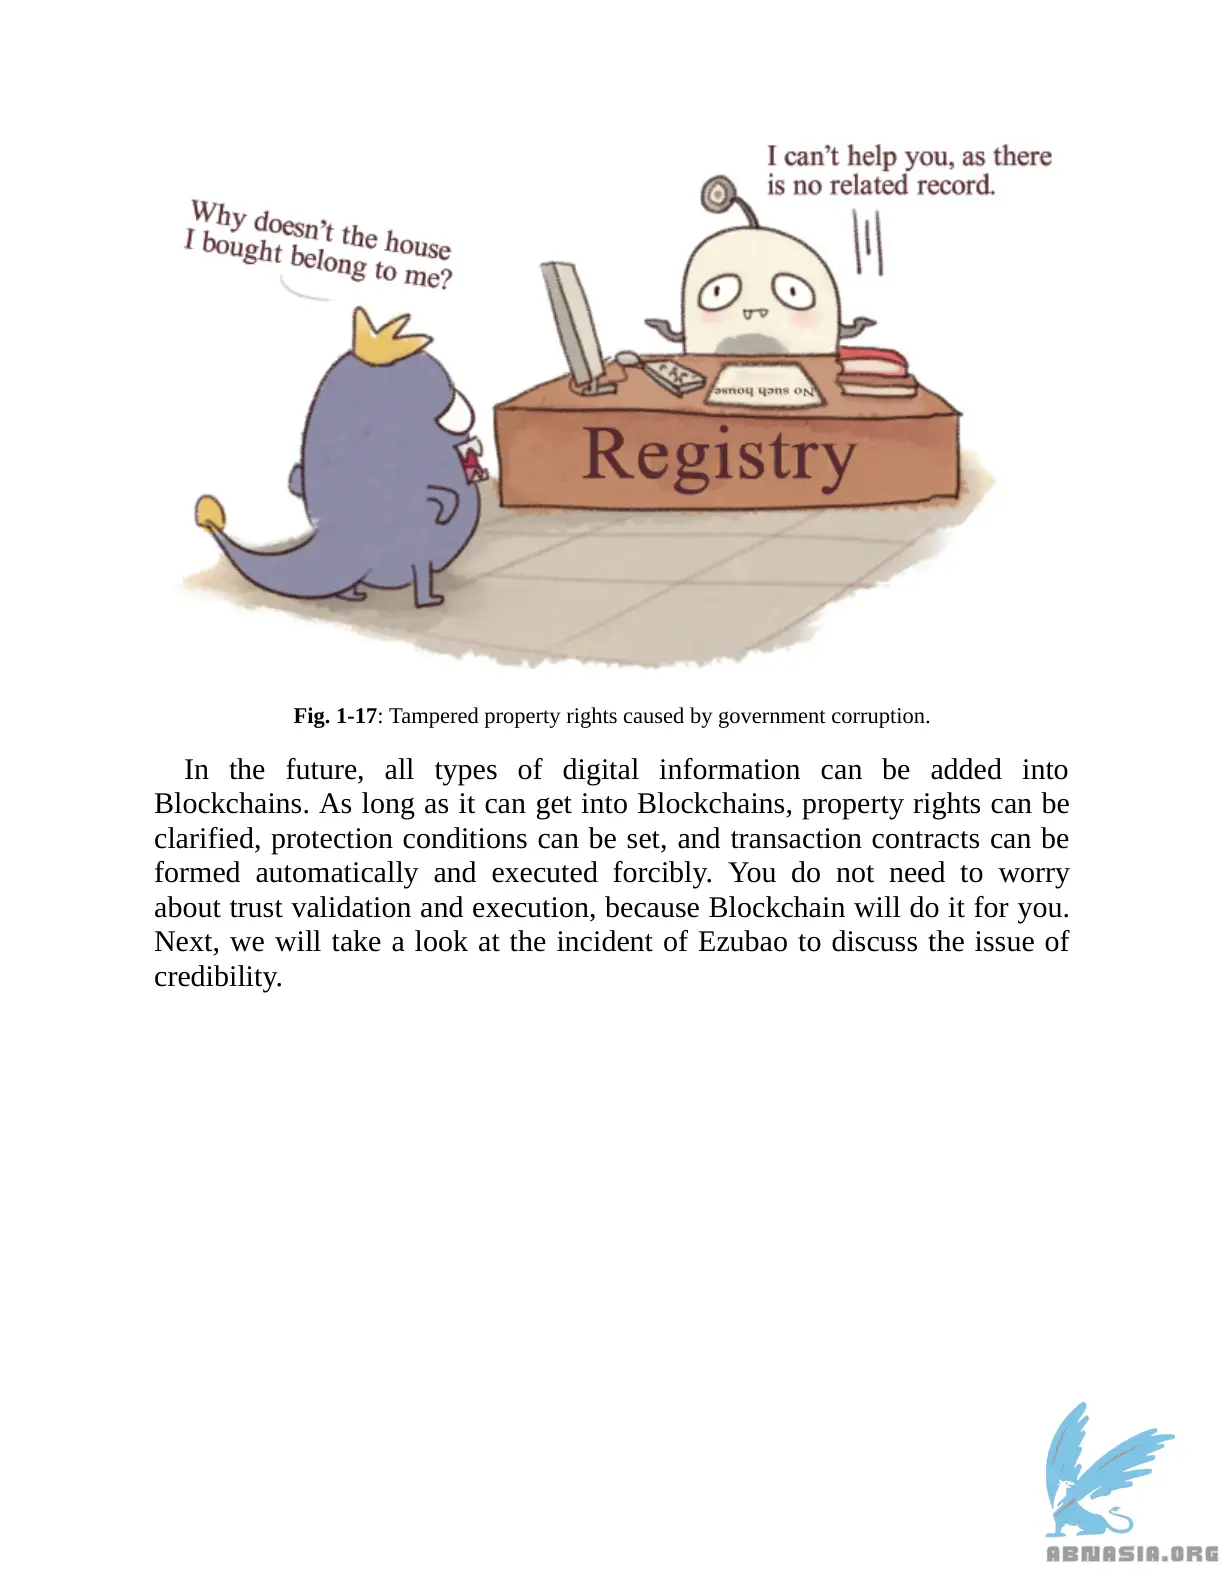 I can't help you, as there
is no related record.
Why doesn't the house
I bought belong to me?
No such house
Registry
Fig. 1-17: Tampered property rights caused by government corruption.
In the future, all types of digital information can be added into
Blockchains. As long as it can get into Blockchains, property rights can be
clarified, protection conditions can be set, and transaction contracts can be
formed automatically and executed forcibly. You do not need to worry
about trust validation and execution, because Blockchain will do it for you.
Next, we will take a look at the incident of Ezubao to discuss the issue of
credibility.
ABNASIA.ORG